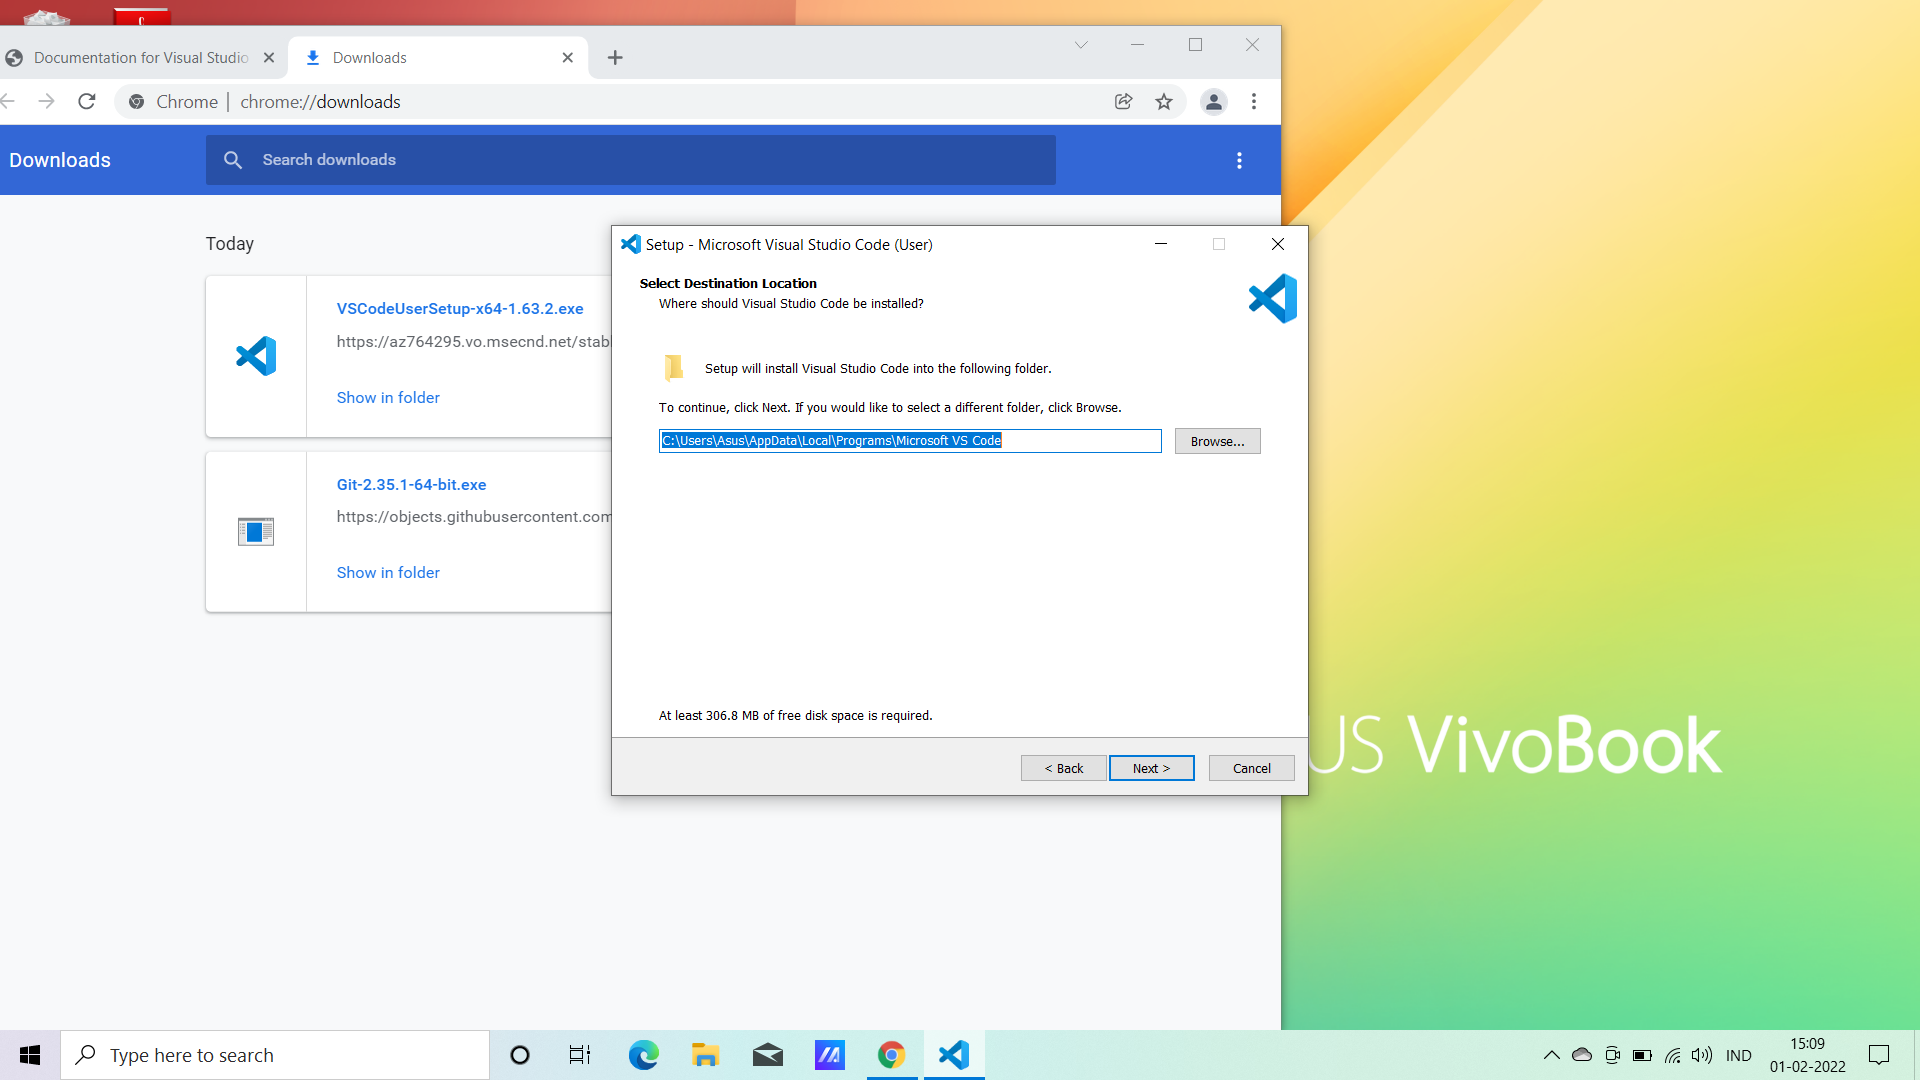 Documentation for Visual Studio
Downloads
Chrome | chrome://downloads
Downloads
Search downloads
Today
VSCodeUserSetup-x64-1.63.2.exe
https://az764295.vo.msecnd.net/stabl
Show in folder
Git-2.35.1-64-bit.exe
https://objects.githubusercontent.com
Show in folder
Setup - Microsoft Visual Studio Code (User)
Select Destination Location
Where should Visual Studio Code be installed?
Setup will install Visual Studio Code into the following folder.
To continue, click Next. If you would like to select a different folder, click Browse.
C:\Users\Asus\AppData\Local\Programs\Microsoft VS Code
Browse...
At least 306.8 MB of free disk space is required.
< Back
Next >
Cancel
US VivoBook
Type here to search
IND
15:09
01-02-2022